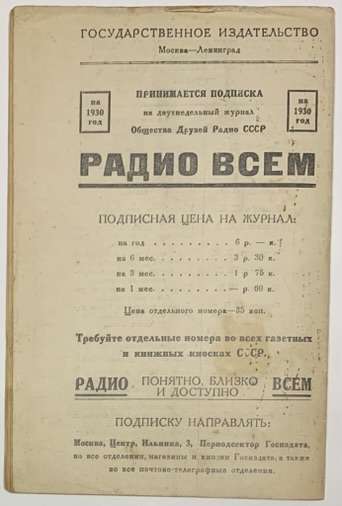 ГОСУДАРСТВЕННОЕ ИЗДАТЕЛЬСТВО
Москва—Ленинград
на 1930 год
ПРИНИМАЕТСЯ ПОДПИСКА
на двухнедельный журнал
Общества Друзей Радио СССР
на 1930 год
РАДИО ВСЕМ
ПОДПИСНАЯ ЦЕНА НА ЖУРНАЛ:
на год . . . . . . . . . 6 р. — к.
на 6 мес. . . . . . . . . 3 р. 30 к.
на 3 мес. . . . . . . . . 1 р 75 к.
на 1 мес. . . . . . . . . — р. 60 к.
Цена отдельного номера—35 коп.
Требуйте отдельные номера во всех газетных
и книжных киосках СССР.
РАДИО ПОНЯТНО, БЛИЗКО И ДОСТУПНО ВСЕМ
ПОДПИСКУ НАПРАВЛЯТЬ:
Москва, Центр, Ильинка, 3, Периодсектор Госиздата,
во все отделения, магазины и киоски Госиздата, а также
во все почтово-телеграфные отделения.